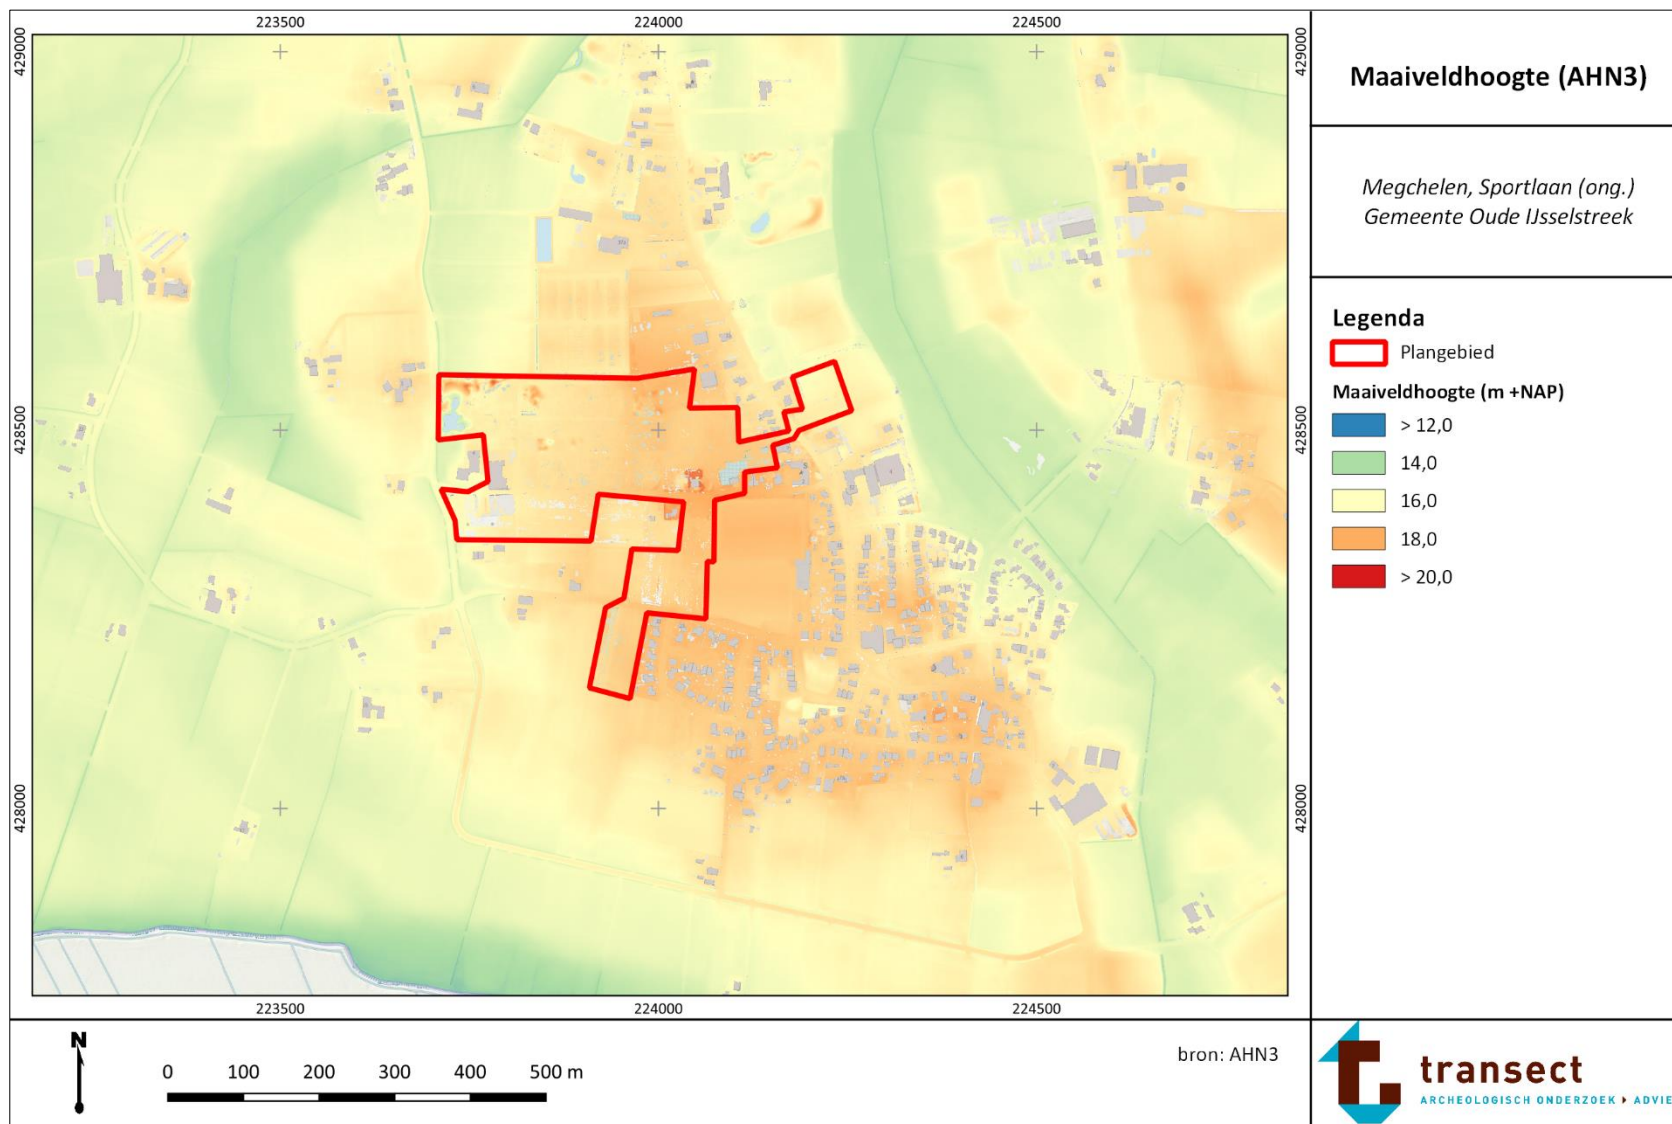 223500 224000 224500
429000 429000
428500 428500
428000 428000
223500 224000 224500
Maaiveldhoogte (AHN3)
Megchelen, Sportlaan (ong.)
Gemeente Oude IJsselstreek
Legenda
Plangebied
Maaiveldhoogte (m +NAP)
> 12,0
14,0
16,0
18,0
> 20,0
N
0 100 200 300 400 500 m
bron: AHN3
transect
ARCHEOLOGISCH ONDERZOEK ▸ ADVIE